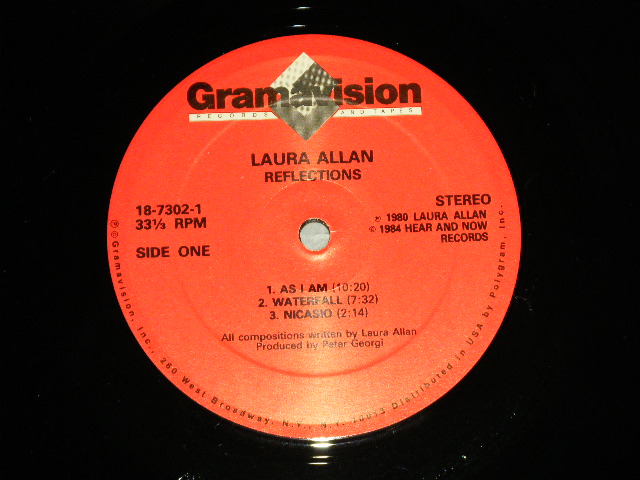 Gramavision
RECORDS AND TAPES
LAURA ALLAN
REFLECTIONS
18-7302-1
33⅓ RPM
SIDE ONE
STEREO
℗ 1980 LAURA ALLAN
© 1984 HEAR AND NOW
RECORDS
1. AS I AM (10:20)
2. WATERFALL (7:32)
3. NICASIO (2:14)
All compositions written by Laura Allan
Produced by Peter Georgi
℗ © Gramavision, Inc., 260 West Broadway, N.Y., N.Y. 10013 Distributed in USA by Polygram, Inc.